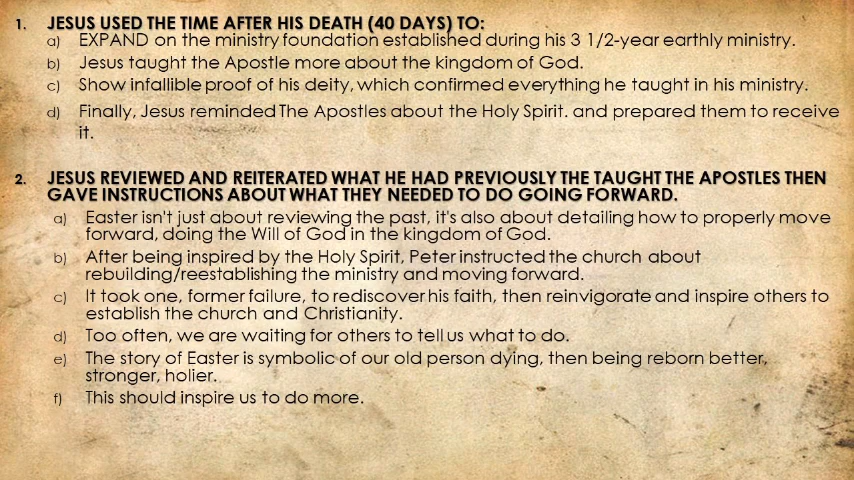 1. JESUS USED THE TIME AFTER HIS DEATH (40 DAYS) TO:
a) EXPAND on the ministry foundation established during his 3 1/2-year earthly ministry.
b) Jesus taught the Apostle more about the kingdom of God.
c) Show infallible proof of his deity, which confirmed everything he taught in his ministry.
d) Finally, Jesus reminded The Apostles about the Holy Spirit. and prepared them to receive
it.
2. JESUS REVIEWED AND REITERATED WHAT HE HAD PREVIOUSLY THE TAUGHT THE APOSTLES THEN
GAVE INSTRUCTIONS ABOUT WHAT THEY NEEDED TO DO GOING FORWARD.
a) Easter isn't just about reviewing the past, it's also about detailing how to properly move
forward, doing the Will of God in the kingdom of God.
b) After being inspired by the Holy Spirit, Peter instructed the church about
rebuilding/reestablishing the ministry and moving forward.
c) It took one, former failure, to rediscover his faith, then reinvigorate and inspire others to
establish the church and Christianity.
d) Too often, we are waiting for others to tell us what to do.
e) The story of Easter is symbolic of our old person dying, then being reborn better,
stronger, holier.
f) This should inspire us to do more.